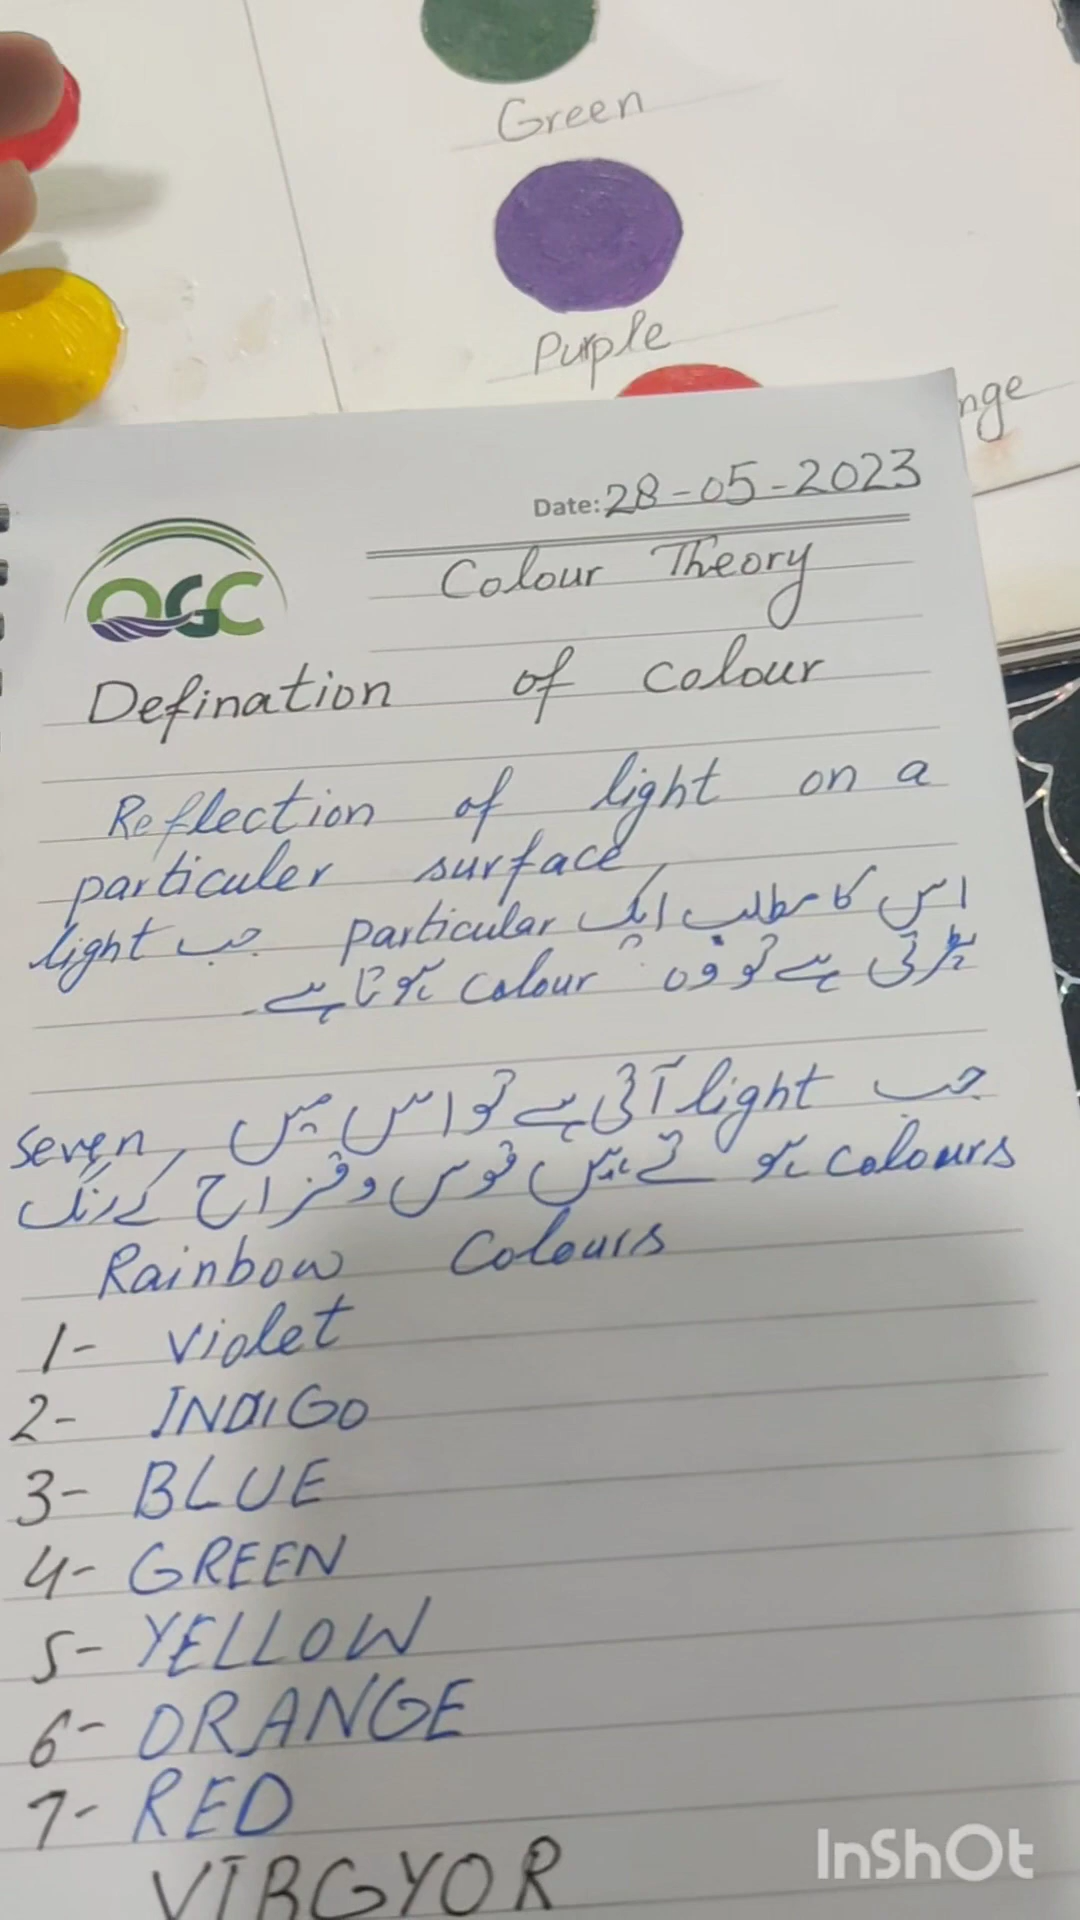 Green
Purple
nge
Date: 28-05-2023
QGC
Colour Theory
Defination of colour
Reflection of light on a
particuler surface
اس کا مطلب ایک particular جب light
پڑتی ہے تو وہ colour ہوتا ہے۔
جب light آتی ہے تو اس میں seven
colours ہوتے ہیں قوس و قزاح کے رنگ
Rainbow Colours
1- Violet
2- INDIGO
3- BLUE
4- GREEN
5- YELLOW
6- ORANGE
7- RED
VIBGYOR
InShOt